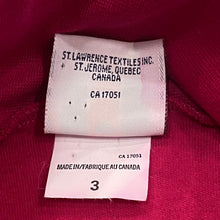 ST. LAWRENCE TEXTILES INC.
ST. JEROME, QUEBEC
CANADA
CA 17051
CA 17051
MADE IN/FABRIQUE AU CANADA
3